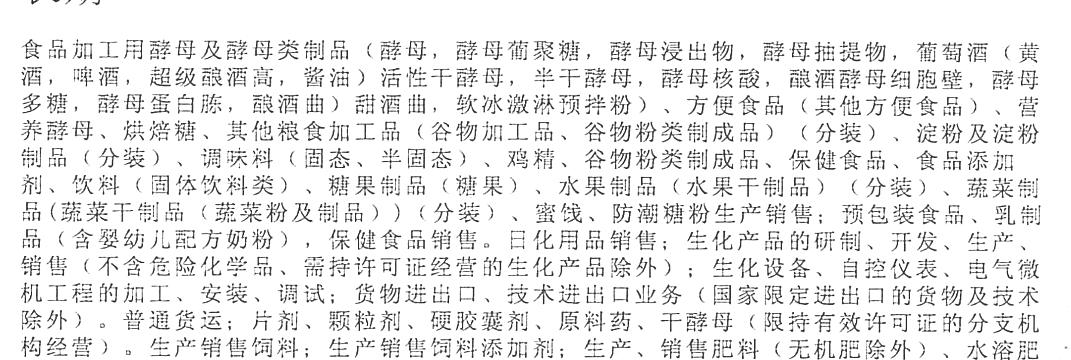 食品加工用酵母及酵母类制品（酵母，酵母葡聚糖，酵母浸出物，酵母抽提物，葡萄酒（黄
酒，啤酒，超级酿酒高，酱油）活性干酵母，半干酵母，酵母核酸，酿酒酵母细胞壁，酵母
多糖，酵母蛋白胨，酿酒曲）甜酒曲，软冰激淋预拌粉）、方便食品（其他方便食品）、营
养酵母、烘焙糖、其他粮食加工品（谷物加工品、谷物粉类制成品）（分装）、淀粉及淀粉
制品（分装）、调味料（固态、半固态）、鸡精、谷物粉类制成品、保健食品、食品添加
剂、饮料（固体饮料类）、糖果制品（糖果）、水果制品（水果干制品）（分装）、蔬菜制
品(蔬菜干制品（蔬菜粉及制品）)（分装）、蜜饯、防潮糖粉生产销售；预包装食品、乳制
品（含婴幼儿配方奶粉），保健食品销售。日化用品销售；生化产品的研制、开发、生产、
销售（不含危险化学品、需持许可证经营的生化产品除外）；生化设备、自控仪表、电气微
机工程的加工、安装、调试；货物进出口、技术进出口业务（国家限定进出口的货物及技术
除外）。普通货运；片剂、颗粒剂、硬胶囊剂、原料药、干酵母（限持有效许可证的分支机
构经营）。生产销售饲料；生产销售饲料添加剂；生产、销售肥料（无机肥除外）、水溶肥